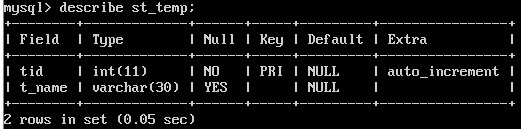 mysql> describe st_temp;
+--------+-------------+------+-----+---------+----------------+
| Field  | Type        | Null | Key | Default | Extra          |
+--------+-------------+------+-----+---------+----------------+
| tid    | int(11)     | NO   | PRI | NULL    | auto_increment |
| t_name | varchar(30) | YES  |     | NULL    |                |
+--------+-------------+------+-----+---------+----------------+
2 rows in set (0.05 sec)